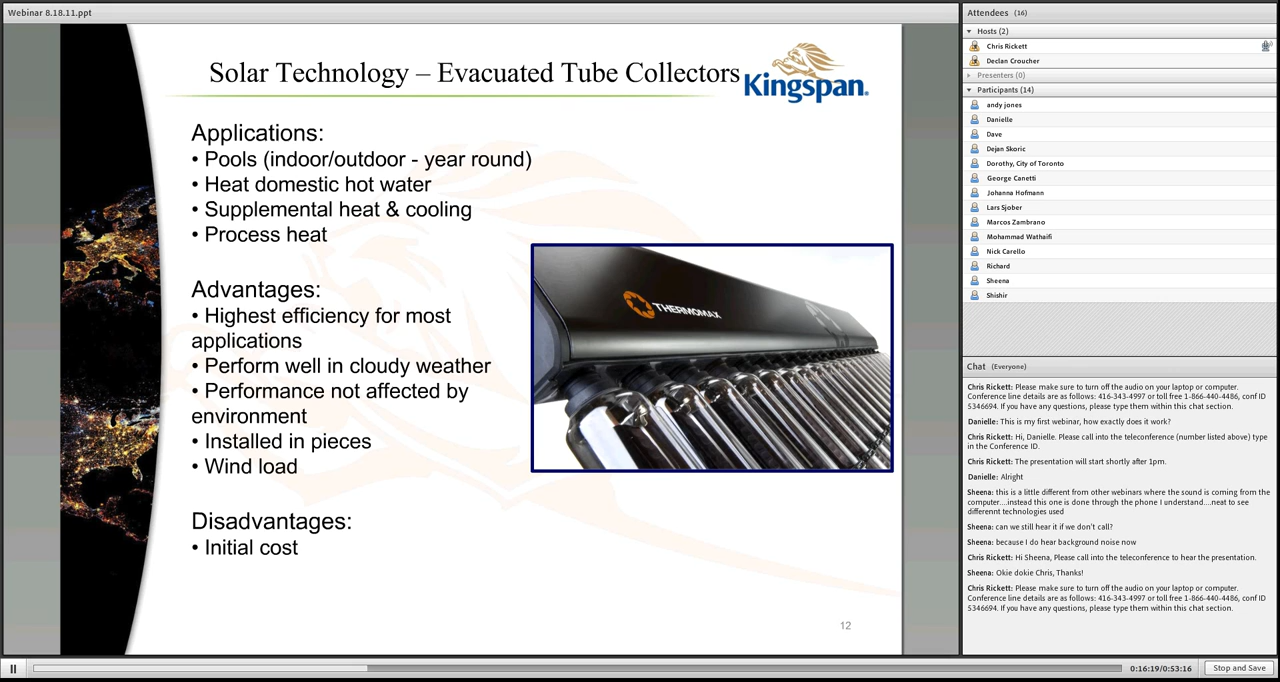 Webinar 8.18.11.ppt
Solar Technology – Evacuated Tube Collectors
Kingspan.
Applications:
• Pools (indoor/outdoor - year round)
• Heat domestic hot water
• Supplemental heat & cooling
• Process heat
Advantages:
• Highest efficiency for most
applications
• Perform well in cloudy weather
• Performance not affected by
environment
• Installed in pieces
• Wind load
Disadvantages:
• Initial cost
THERMOMAX
12
Attendees (16)
Hosts (2)
Chris Rickett
Declan Croucher
Presenters (0)
Participants (14)
andy jones
Danielle
Dave
Dejan Skoric
Dorothy, City of Toronto
George Canetti
Johanna Hofmann
Lars Sjober
Marcos Zambrano
Mohammad Wathaifi
Nick Carello
Richard
Sheena
Shishir
Chat (Everyone)
Chris Rickett: Please make sure to turn off the audio on your laptop or computer.
Conference line details are as follows: 416-343-4997 or toll free 1-866-440-4486, conf ID
5346694. If you have any questions, please type them within this chat section.
Danielle: This is my first webinar, how exactly does it work?
Chris Rickett: Hi, Danielle. Please call into the teleconference (number listed above) type
in the Conference ID.
Chris Rickett: The presentation will start shortly after 1pm.
Danielle: Alright
Sheena: this is a little different from other webinars where the sound is coming from the
computer....instead this one is done through the phone I understand....neat to see
differennt technologies used
Sheena: can we still hear it if we don't call?
Sheena: because I do hear background noise now
Chris Rickett: Hi Sheena, Please call into the teleconference to hear the presentation.
Sheena: Okie dokie Chris, Thanks!
Chris Rickett: Please make sure to turn off the audio on your laptop or computer.
Conference line details are as follows: 416-343-4997 or toll free 1-866-440-4486, conf ID
5346694. If you have any questions, please type them within this chat section.
0:16:19/0:53:16
Stop and Save